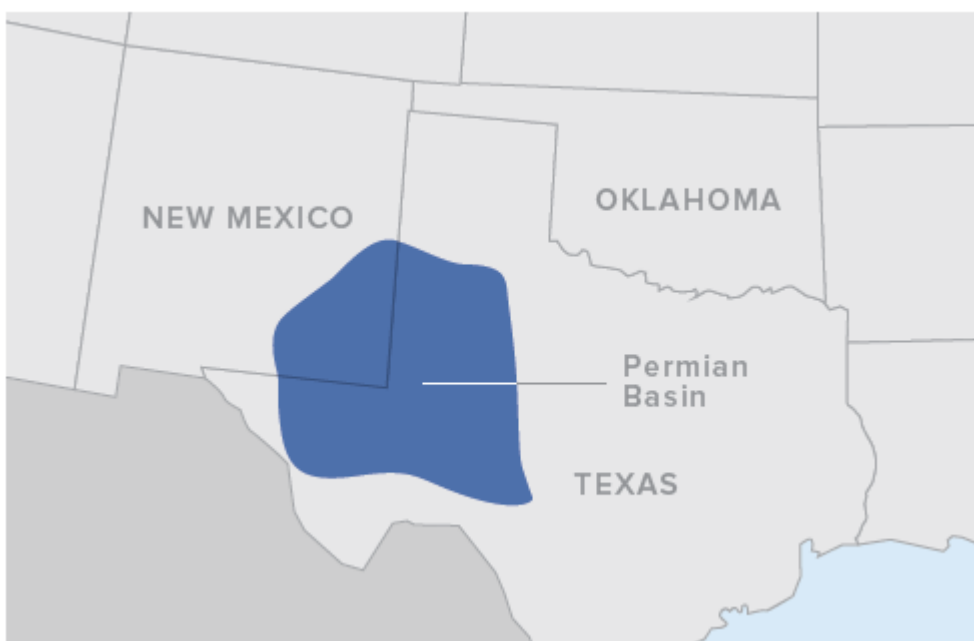 OKLAHOMA
NEW MEXICO
Permian
Basin
TEXAS